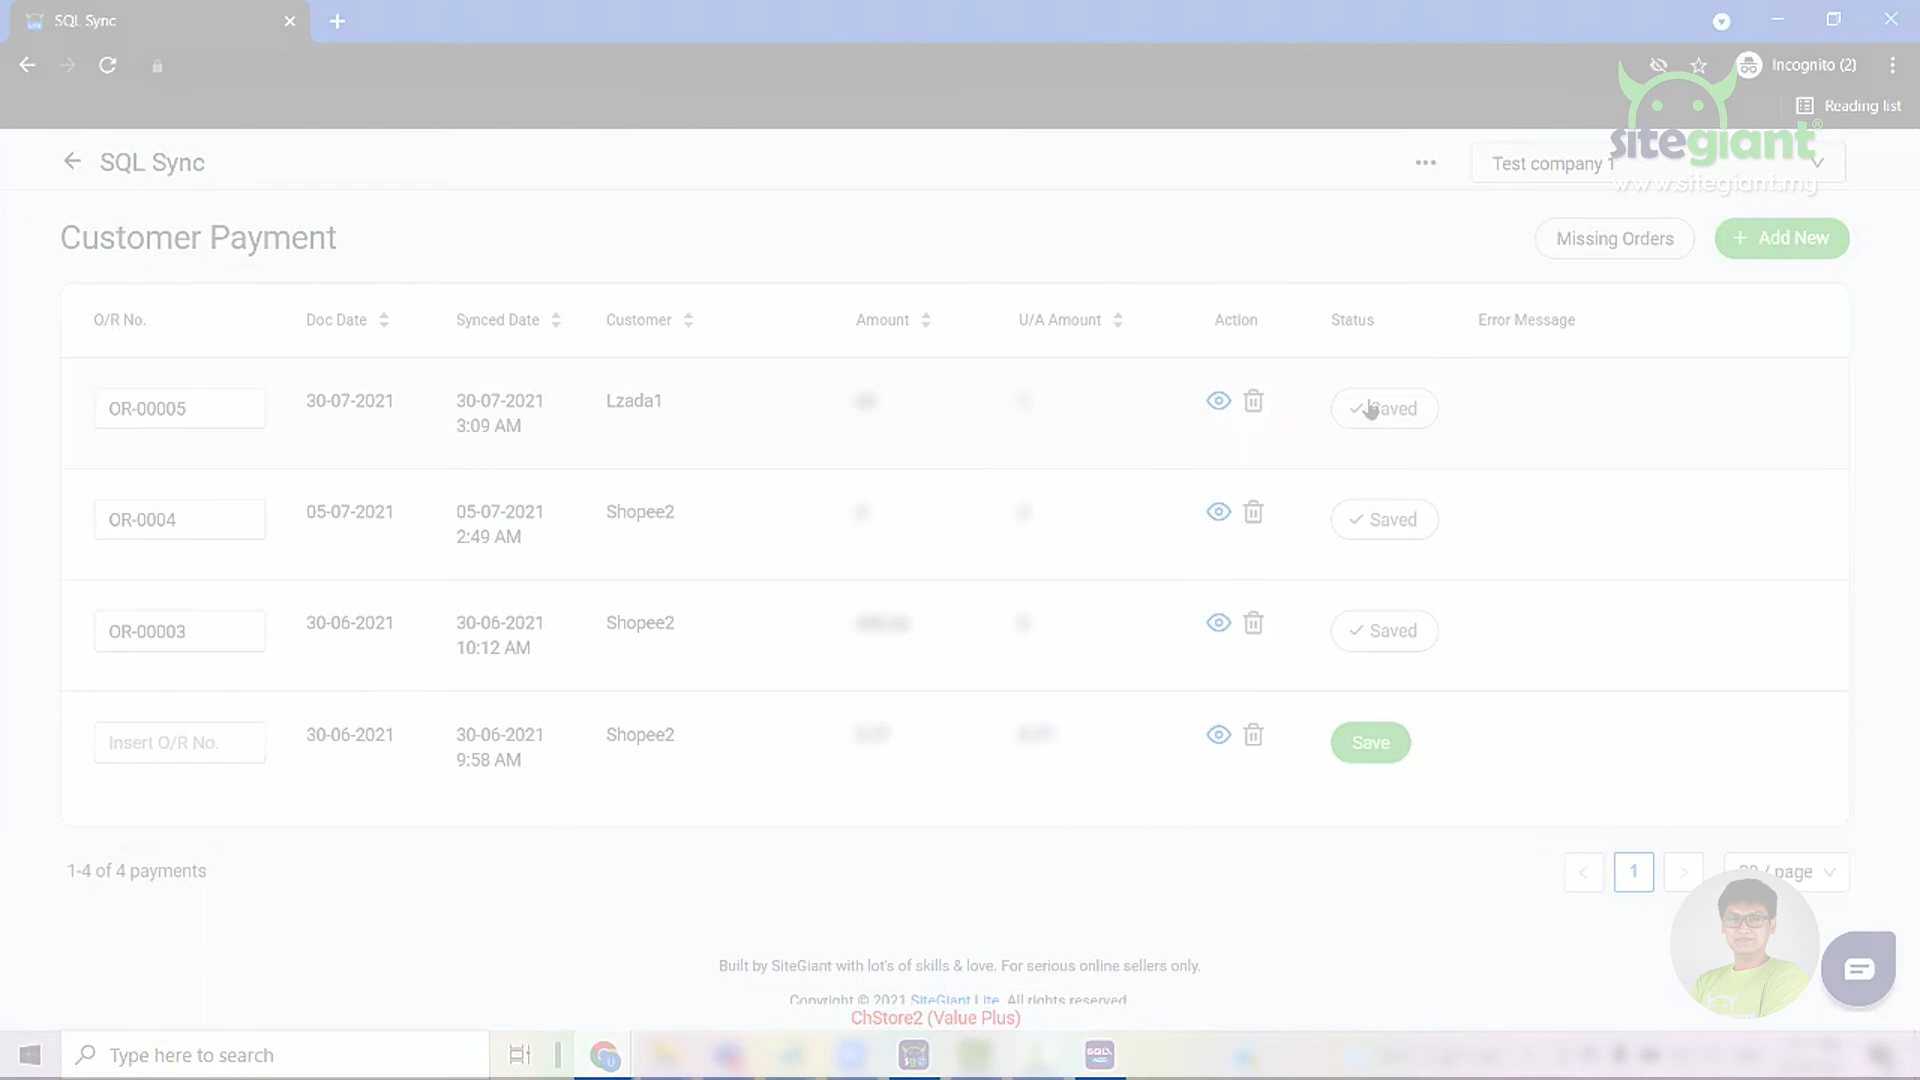 SQL Sync
Incognito (2)
Reading list
sitegiant®
www.sitegiant.my
SQL Sync
Test company 1
Customer Payment
Missing Orders
+ Add New
O/R No. Doc Date Synced Date Customer Amount U/A Amount Action Status Error Message
OR-00005 30-07-2021 30-07-2021 Lzada1 Saved
3:09 AM
OR-0004 05-07-2021 05-07-2021 Shopee2 Saved
2:49 AM
OR-00003 30-06-2021 30-06-2021 Shopee2 Saved
10:12 AM
Insert O/R No. 30-06-2021 30-06-2021 Shopee2 Save
9:58 AM
1-4 of 4 payments
< 1 > / page
Built by SiteGiant with lot's of skills & love. For serious online sellers only.
Copyright © 2021 SiteGiant Lite. All rights reserved
ChStore2 (Value Plus)
Type here to search
SQL